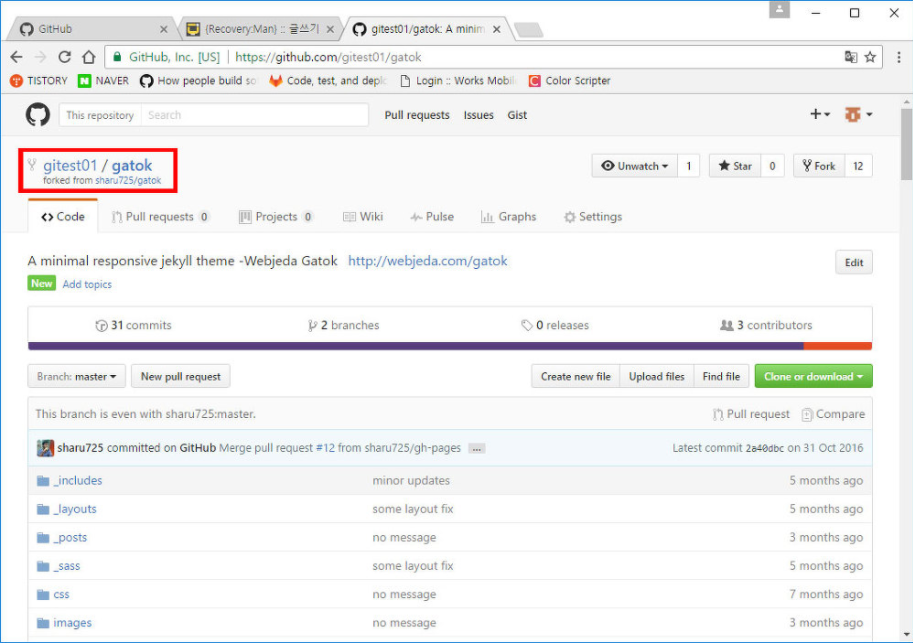 GitHub
{Recovery:Man} :: 글쓰기
gitest01/gatok: A minim
GitHub, Inc. [US] https://github.com/gitest01/gatok
TISTORY NAVER How people build so Code, test, and depl Login :: Works Mobil Color Scripter
This repository Search Pull requests Issues Gist
gitest01 / gatok
forked from sharu725/gatok
Unwatch 1 Star 0 Fork 12
Code Pull requests 0 Projects 0 Wiki Pulse Graphs Settings
A minimal responsive jekyll theme -Webjeda Gatok http://webjeda.com/gatok Edit
New Add topics
31 commits 2 branches 0 releases 3 contributors
Branch: master New pull request Create new file Upload files Find file Clone or download
This branch is even with sharu725:master. Pull request Compare
sharu725 committed on GitHub Merge pull request #12 from sharu725/gh-pages ... Latest commit 2a40dbc on 31 Oct 2016
_includes minor updates 5 months ago
_layouts some layout fix 5 months ago
_posts no message 3 months ago
_sass some layout fix 5 months ago
css no message 7 months ago
images no message 3 months ago